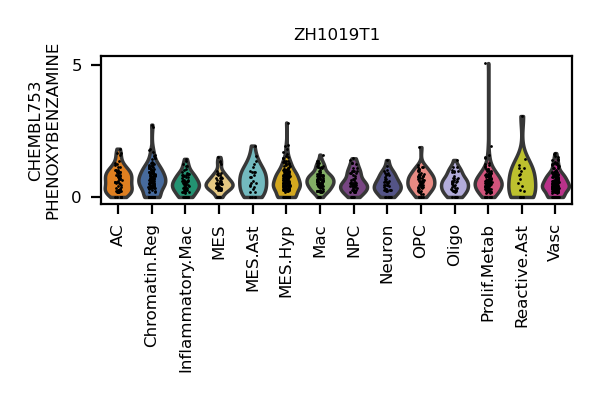 ZH1019T1
CHEMBL753
PHENOXYBENZAMINE
5
0
AC
Chromatin.Reg
Inflammatory.Mac
MES
MES.Ast
MES.Hyp
Mac
NPC
Neuron
OPC
Oligo
Prolif.Metab
Reactive.Ast
Vasc